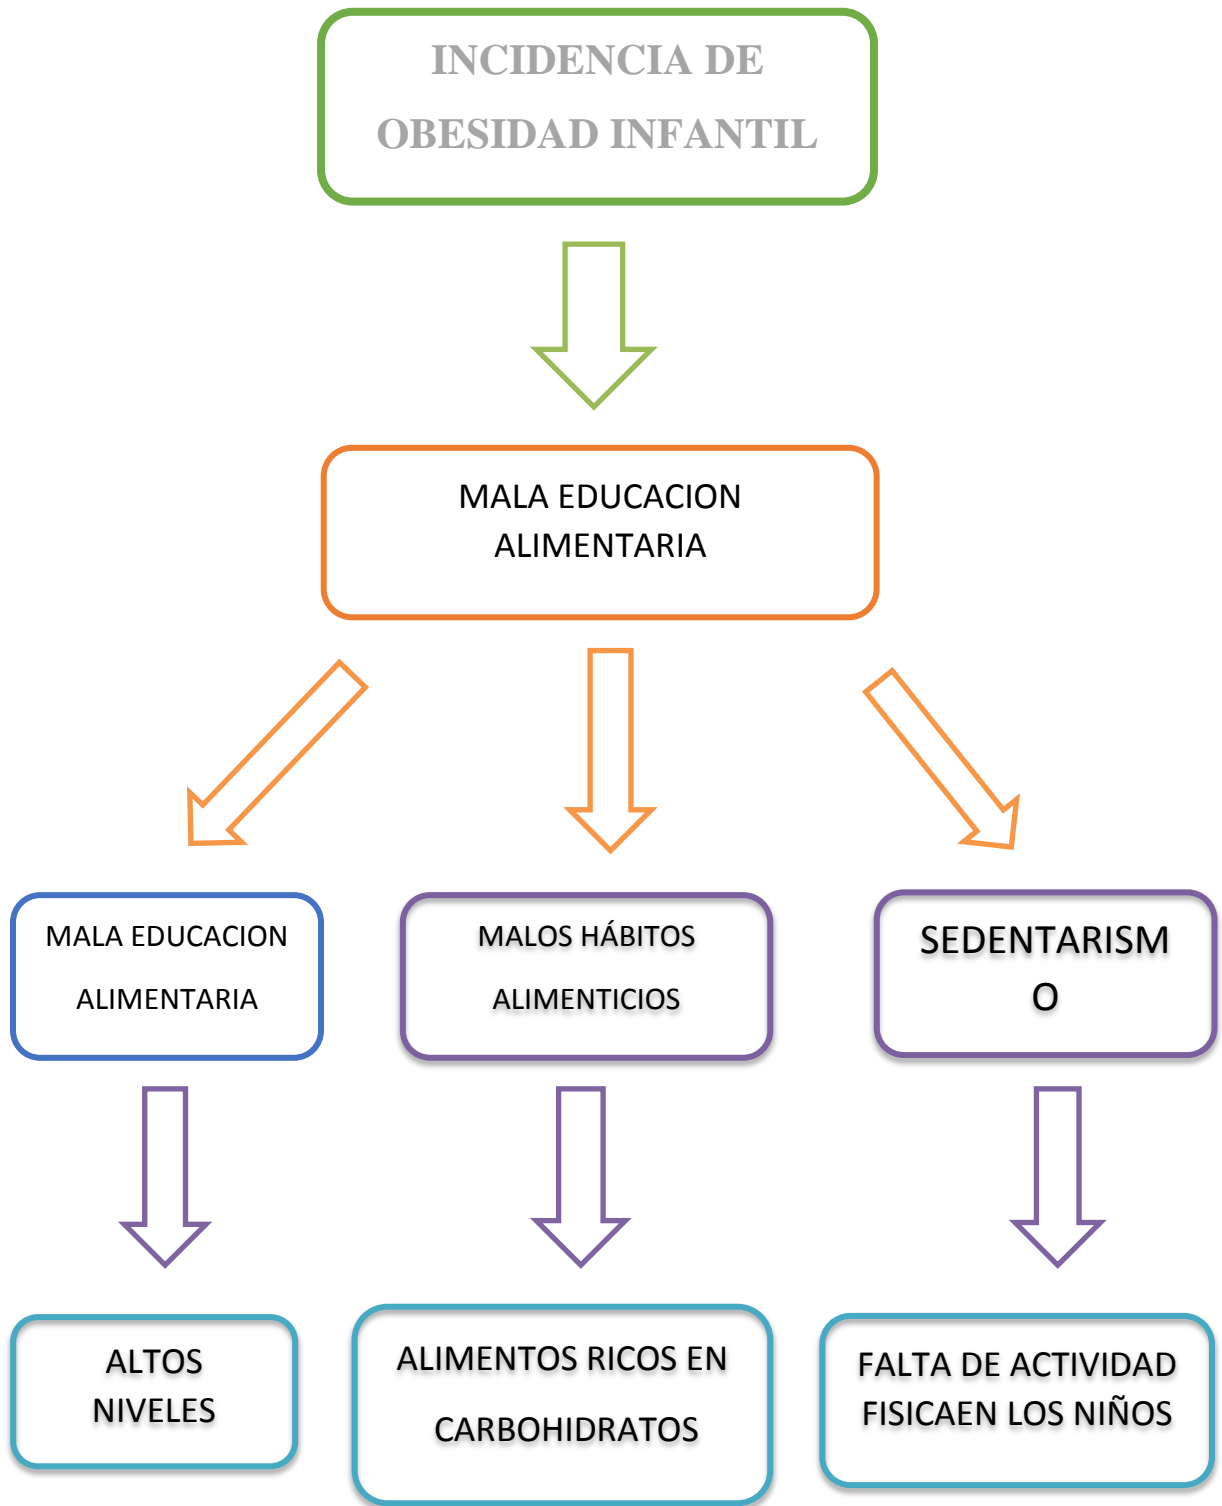 INCIDENCIA DE
OBESIDAD INFANTIL
MALA EDUCACION
ALIMENTARIA
MALA EDUCACION
ALIMENTARIA
MALOS HÁBITOS
ALIMENTICIOS
SEDENTARISM
O
ALTOS
NIVELES
ALIMENTOS RICOS EN
CARBOHIDRATOS
FALTA DE ACTIVIDAD
FISICAEN LOS NIÑOS